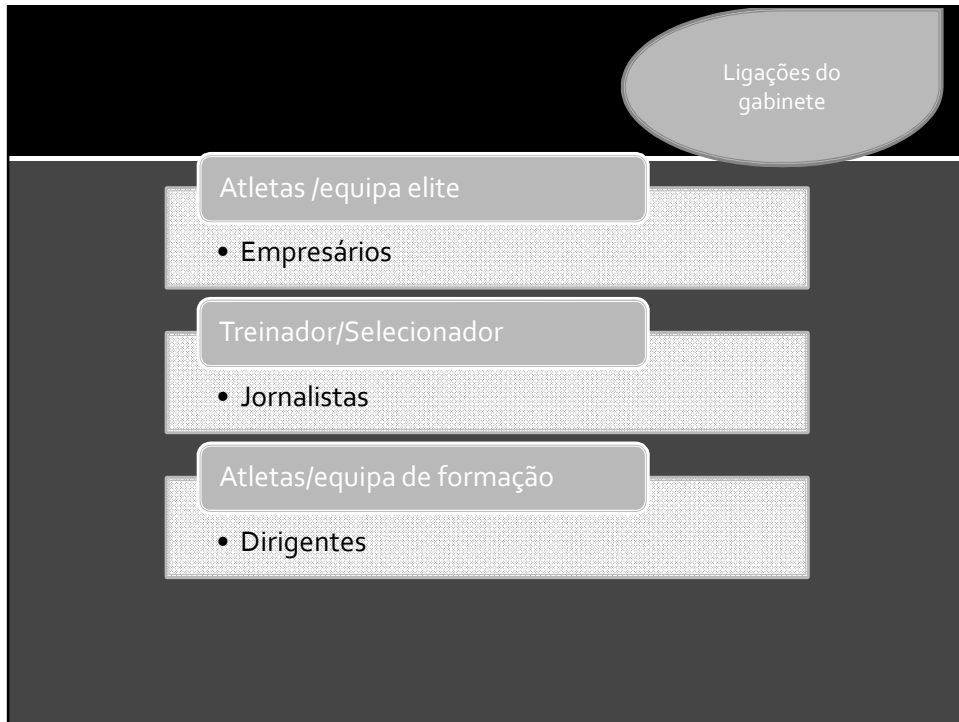 Ligações do
gabinete
Atletas /equipa elite
• Empresários
Treinador/Selecionador
• Jornalistas
Atletas/equipa de formação
• Dirigentes